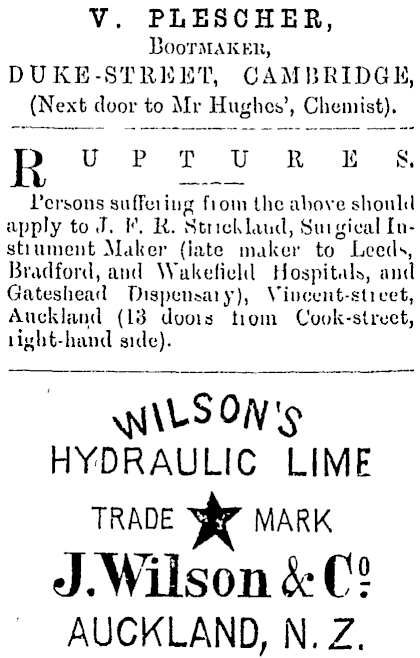 V. PLESCHER,
BOOTMAKER,
DUKE-STREET, CAMBRIDGE,
(Next door to Mr Hughes', Chemist).
RUPTURES.
Persons suffering from the above should
apply to J. F. R. Strickland, Surgical In-
strument Maker (late maker to Leeds,
Bradford, and Wakefield Hospitals, and
Gateshead Dispensary), Vincent-street,
Auckland (13 doors from Cook-street,
right-hand side).
WILSON'S
HYDRAULIC LIME
TRADE MARK
J. Wilson & Co.
AUCKLAND, N. Z.